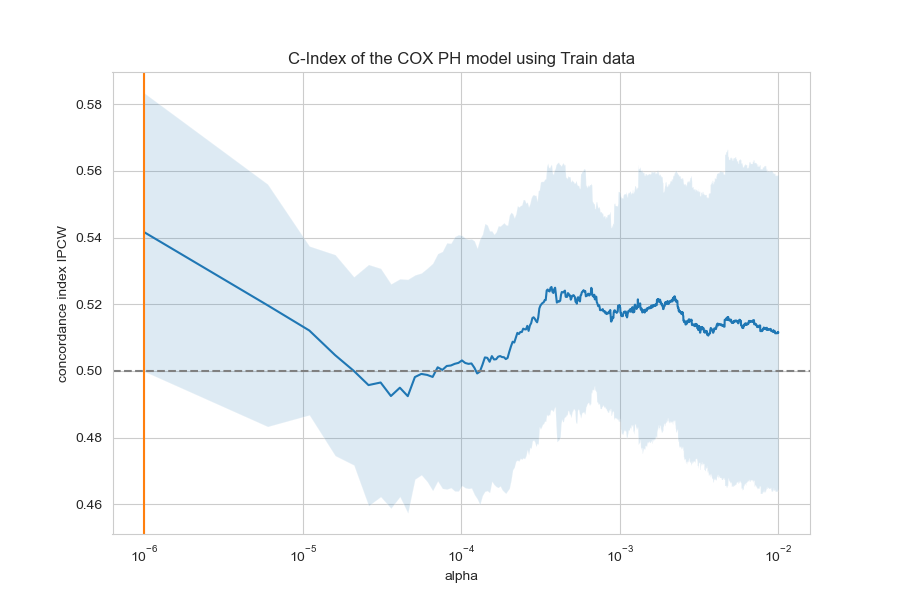 C-Index of the COX PH model using Train data
concordance index IPCW
0.58
0.56
0.54
0.52
0.50
0.48
0.46
10⁻⁶ 10⁻⁵ 10⁻⁴ 10⁻³ 10⁻²
alpha